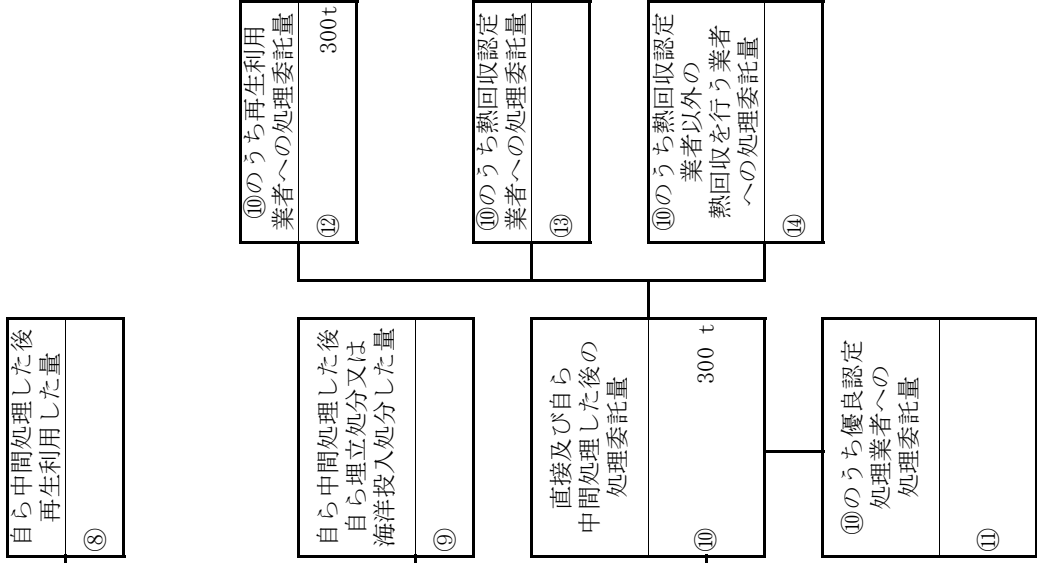 自ら中間処理した後
再生利用した量
⑧
自ら中間処理した後
自ら埋立処分又は
海洋投入処分した量
⑨
直接及び自ら
中間処理した後の
処理委託量
⑩ 300 t
⑩のうち優良認定
処理業者への
処理委託量
⑪
⑩のうち再生利用
業者への処理委託量
⑫ 300t
⑩のうち熱回収認定
業者への処理委託量
⑬
⑩のうち熱回収認定
業者以外の
熱回収を行う業者
への処理委託量
⑭